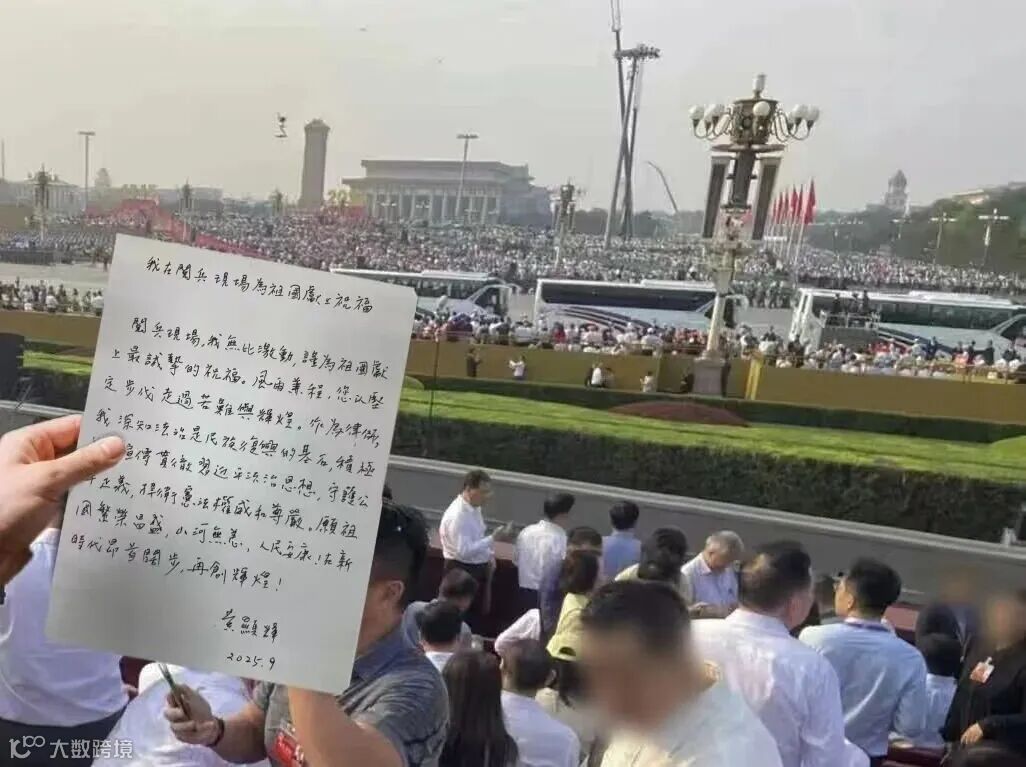 我在閱兵現場為祖國獻上祝福
閱兵現場,我無比激動,謹為祖國獻
上最誠摯的祝福。風雨兼程,您以堅
定步伐走過苦難與輝煌。作為律師,
我深知法治是民族復興的基石,積極
宣傳貫徹習近平法治思想,守護公
平正義,捍衛憲法權威和尊嚴。願祖
國繁榮昌盛,山河無恙,人民安康,在新
時代昂首闊步,再創輝煌!
黃顯輝
2025.9
大数跨境